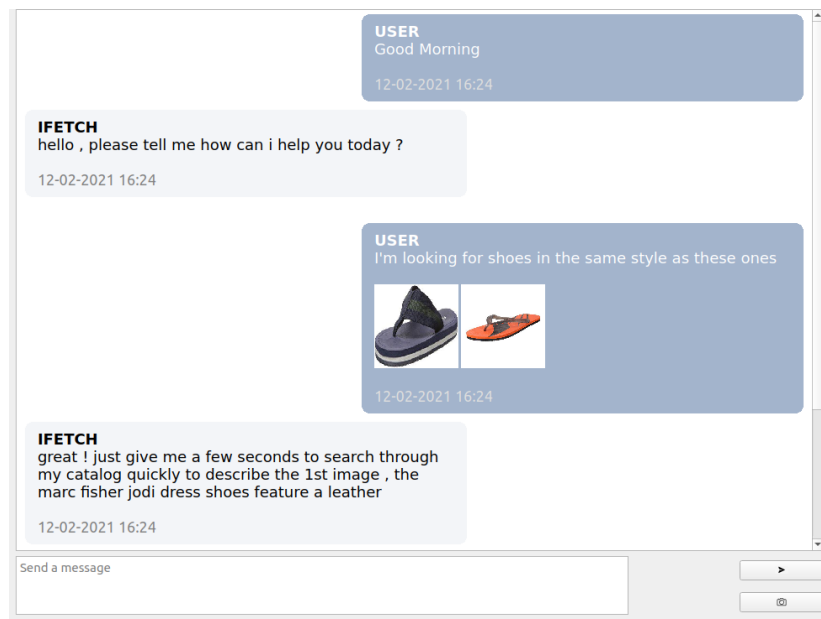 USER
Good Morning
12-02-2021 16:24
IFETCH
hello , please tell me how can i help you today ?
12-02-2021 16:24
USER
I'm looking for shoes in the same style as these ones
12-02-2021 16:24
IFETCH
great ! just give me a few seconds to search through
my catalog quickly to describe the 1st image , the
marc fisher jodi dress shoes feature a leather
12-02-2021 16:24
Send a message